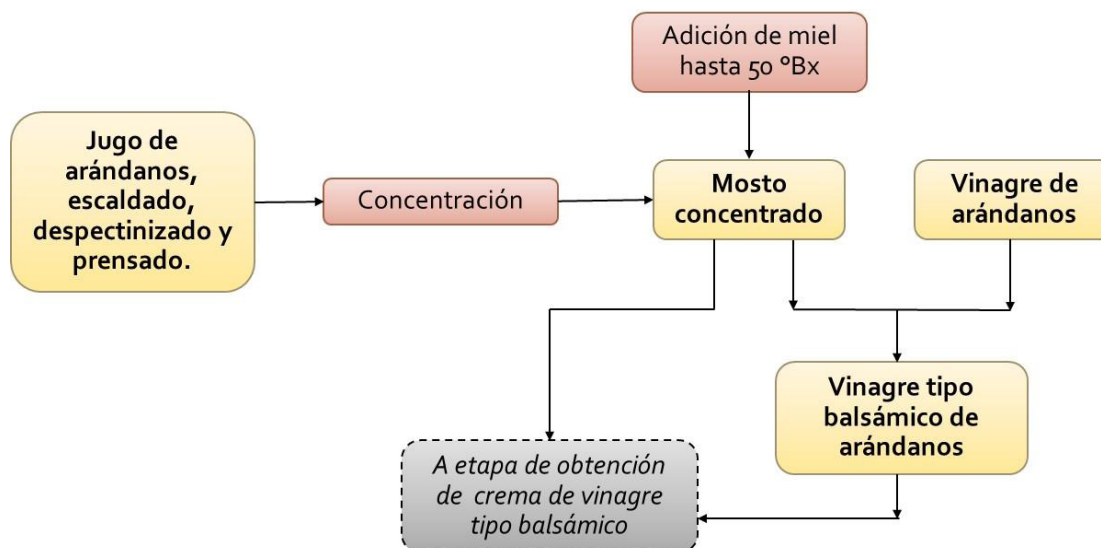 Adición de miel
hasta 50 °Bx
Jugo de
arándanos,
escaldado,
despectinizado y
prensado.
Concentración
Mosto
concentrado
Vinagre de
arándanos
Vinagre tipo
balsámico de
arándanos
A etapa de obtención
de crema de vinagre
tipo balsámico